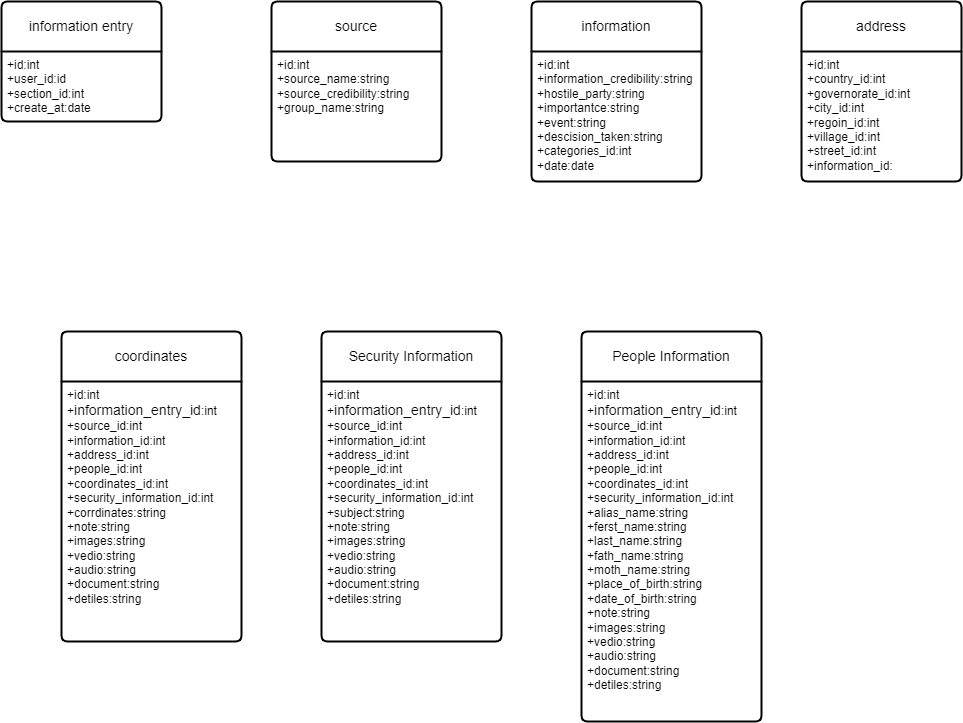 information entry
+id:int
+user_id:id
+section_id:int
+create_at:date
source
+id:int
+source_name:string
+source_credibility:string
+group_name:string
information
+id:int
+information_credibility:string
+hostile_party:string
+importantce:string
+event:string
+descision_taken:string
+categories_id:int
+date:date
address
+id:int
+country_id:int
+governorate_id:int
+city_id:int
+regoin_id:int
+village_id:int
+street_id:int
+information_id:
coordinates
+id:int
+information_entry_id:int
+source_id:int
+information_id:int
+address_id:int
+people_id:int
+coordinates_id:int
+security_information_id:int
+corrdinates:string
+note:string
+images:string
+vedio:string
+audio:string
+document:string
+detiles:string
Security Information
+id:int
+information_entry_id:int
+source_id:int
+information_id:int
+address_id:int
+people_id:int
+coordinates_id:int
+security_information_id:int
+subject:string
+note:string
+images:string
+vedio:string
+audio:string
+document:string
+detiles:string
People Information
+id:int
+information_entry_id:int
+source_id:int
+information_id:int
+address_id:int
+people_id:int
+coordinates_id:int
+security_information_id:int
+alias_name:string
+ferst_name:string
+last_name:string
+fath_name:string
+moth_name:string
+place_of_birth:string
+date_of_birth:string
+note:string
+images:string
+vedio:string
+audio:string
+document:string
+detiles:string